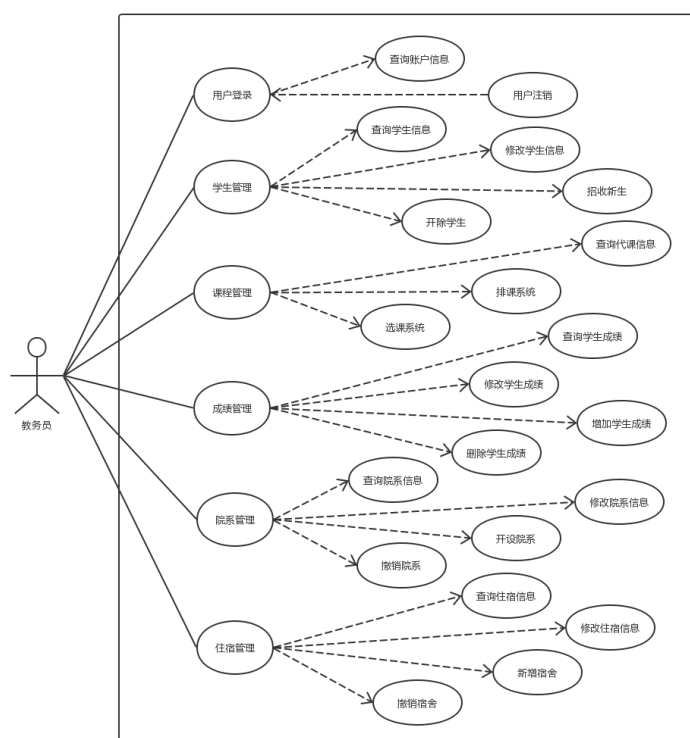 查询账户信息
用户登录
用户注销
查询学生信息
修改学生信息
学生管理
招收新生
开除学生
查询代课信息
课程管理
排课系统
选课系统
查询学生成绩
修改学生成绩
成绩管理
增加学生成绩
教务员
删除学生成绩
查询院系信息
修改院系信息
院系管理
开设院系
撤销院系
查询住宿信息
修改住宿信息
住宿管理
新增宿舍
撤销宿舍